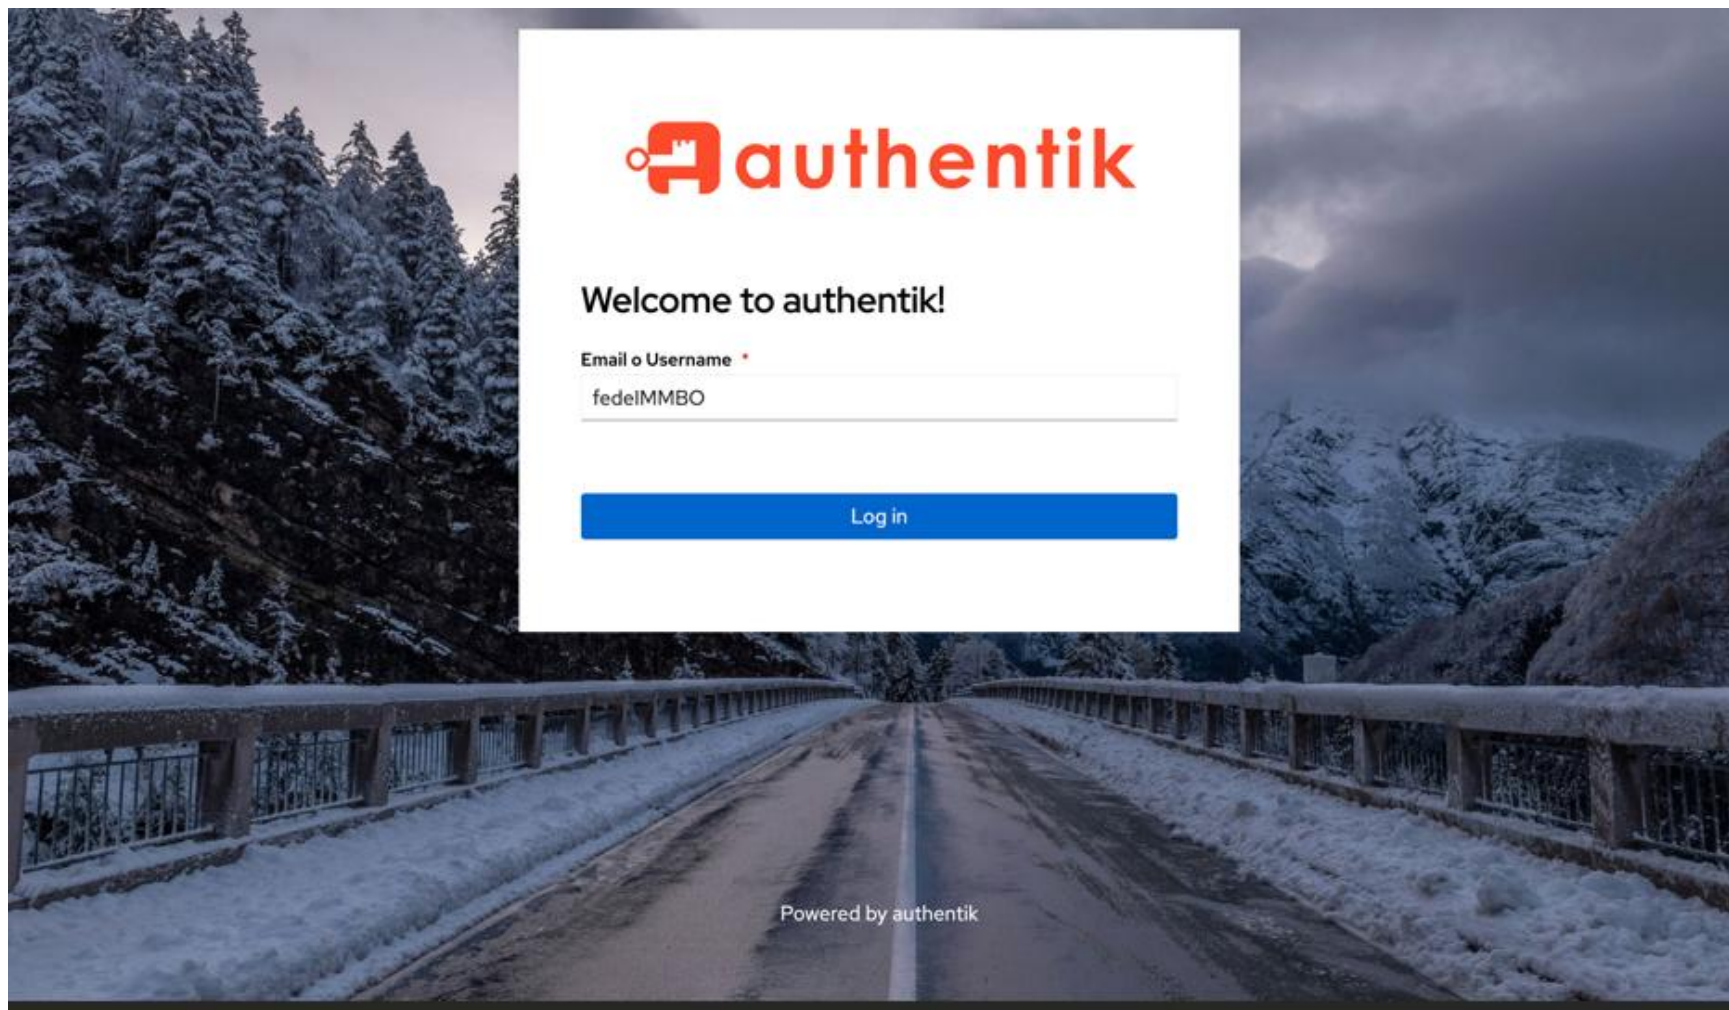 authentik
Welcome to authentik!
Email o Username *
fedeIMMBO
Log in
Powered by authentik